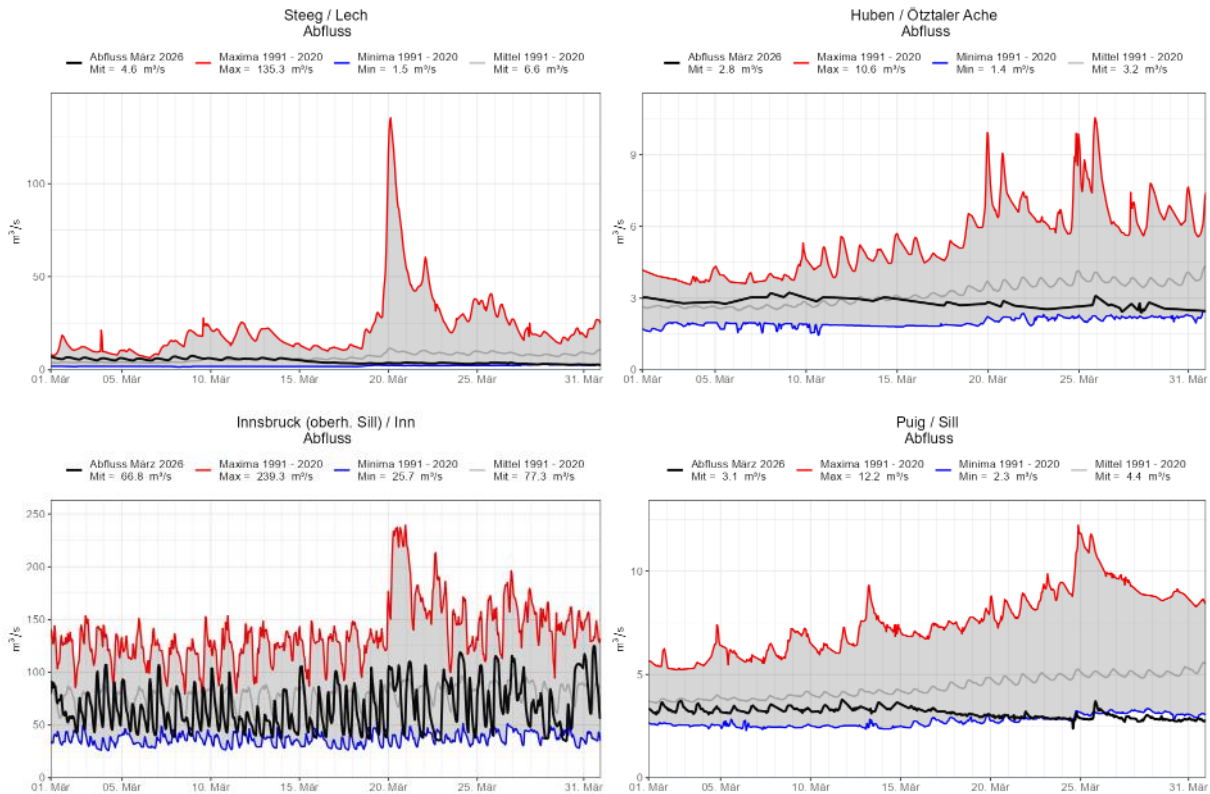 Steeg / Lech
Abfluss
Abfluss März 2026 Maxima 1991 - 2020 Minima 1991 - 2020 Mittel 1991 - 2020
Mit = 4.6 m³/s Max = 135.3 m³/s Min = 1.5 m³/s Mit = 6.6 m³/s
m³/s
100
50
0
01. Mär 05. Mär 10. Mär 15. Mär 20. Mär 25. Mär 31. Mär
Huben / Ötztaler Ache
Abfluss
Abfluss März 2026 Maxima 1991 - 2020 Minima 1991 - 2020 Mittel 1991 - 2020
Mit = 2.8 m³/s Max = 10.6 m³/s Min = 1.4 m³/s Mit = 3.2 m³/s
m³/s
9
6
3
0
01. Mär 05. Mär 10. Mär 15. Mär 20. Mär 25. Mär 31. Mär
Innsbruck (oberh. Sill) / Inn
Abfluss
Abfluss März 2026 Maxima 1991 - 2020 Minima 1991 - 2020 Mittel 1991 - 2020
Mit = 66.8 m³/s Max = 239.3 m³/s Min = 25.7 m³/s Mit = 77.3 m³/s
m³/s
250
200
150
100
50
0
01. Mär 05. Mär 10. Mär 15. Mär 20. Mär 25. Mär 31. Mär
Puig / Sill
Abfluss
Abfluss März 2026 Maxima 1991 - 2020 Minima 1991 - 2020 Mittel 1991 - 2020
Mit = 3.1 m³/s Max = 12.2 m³/s Min = 2.3 m³/s Mit = 4.4 m³/s
m³/s
10
5
0
01. Mär 05. Mär 10. Mär 15. Mär 20. Mär 25. Mär 31. Mär